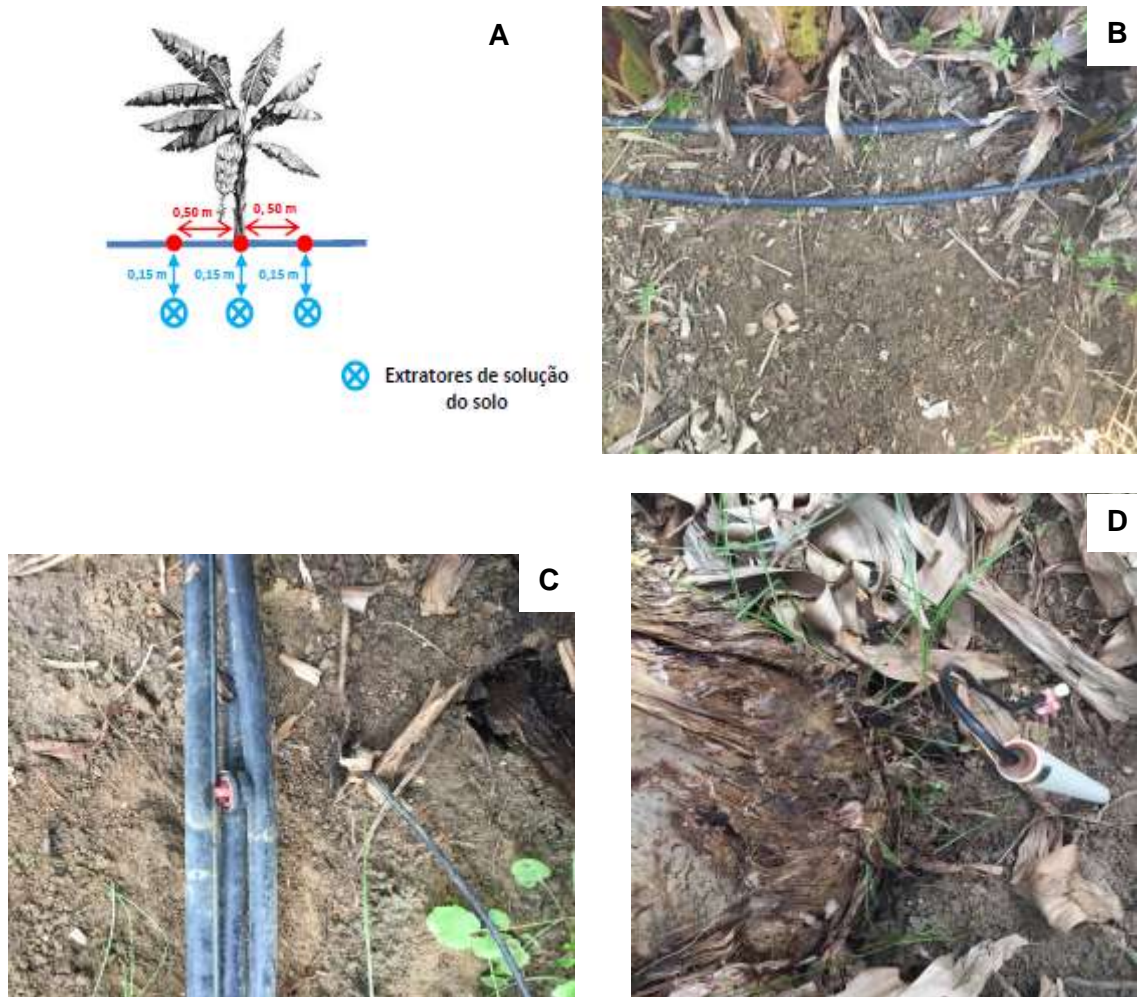 A
B
0,50 m
0, 50 m
0,15 m
0,15 m
0,15 m
Extratores de solução
do solo
C
D